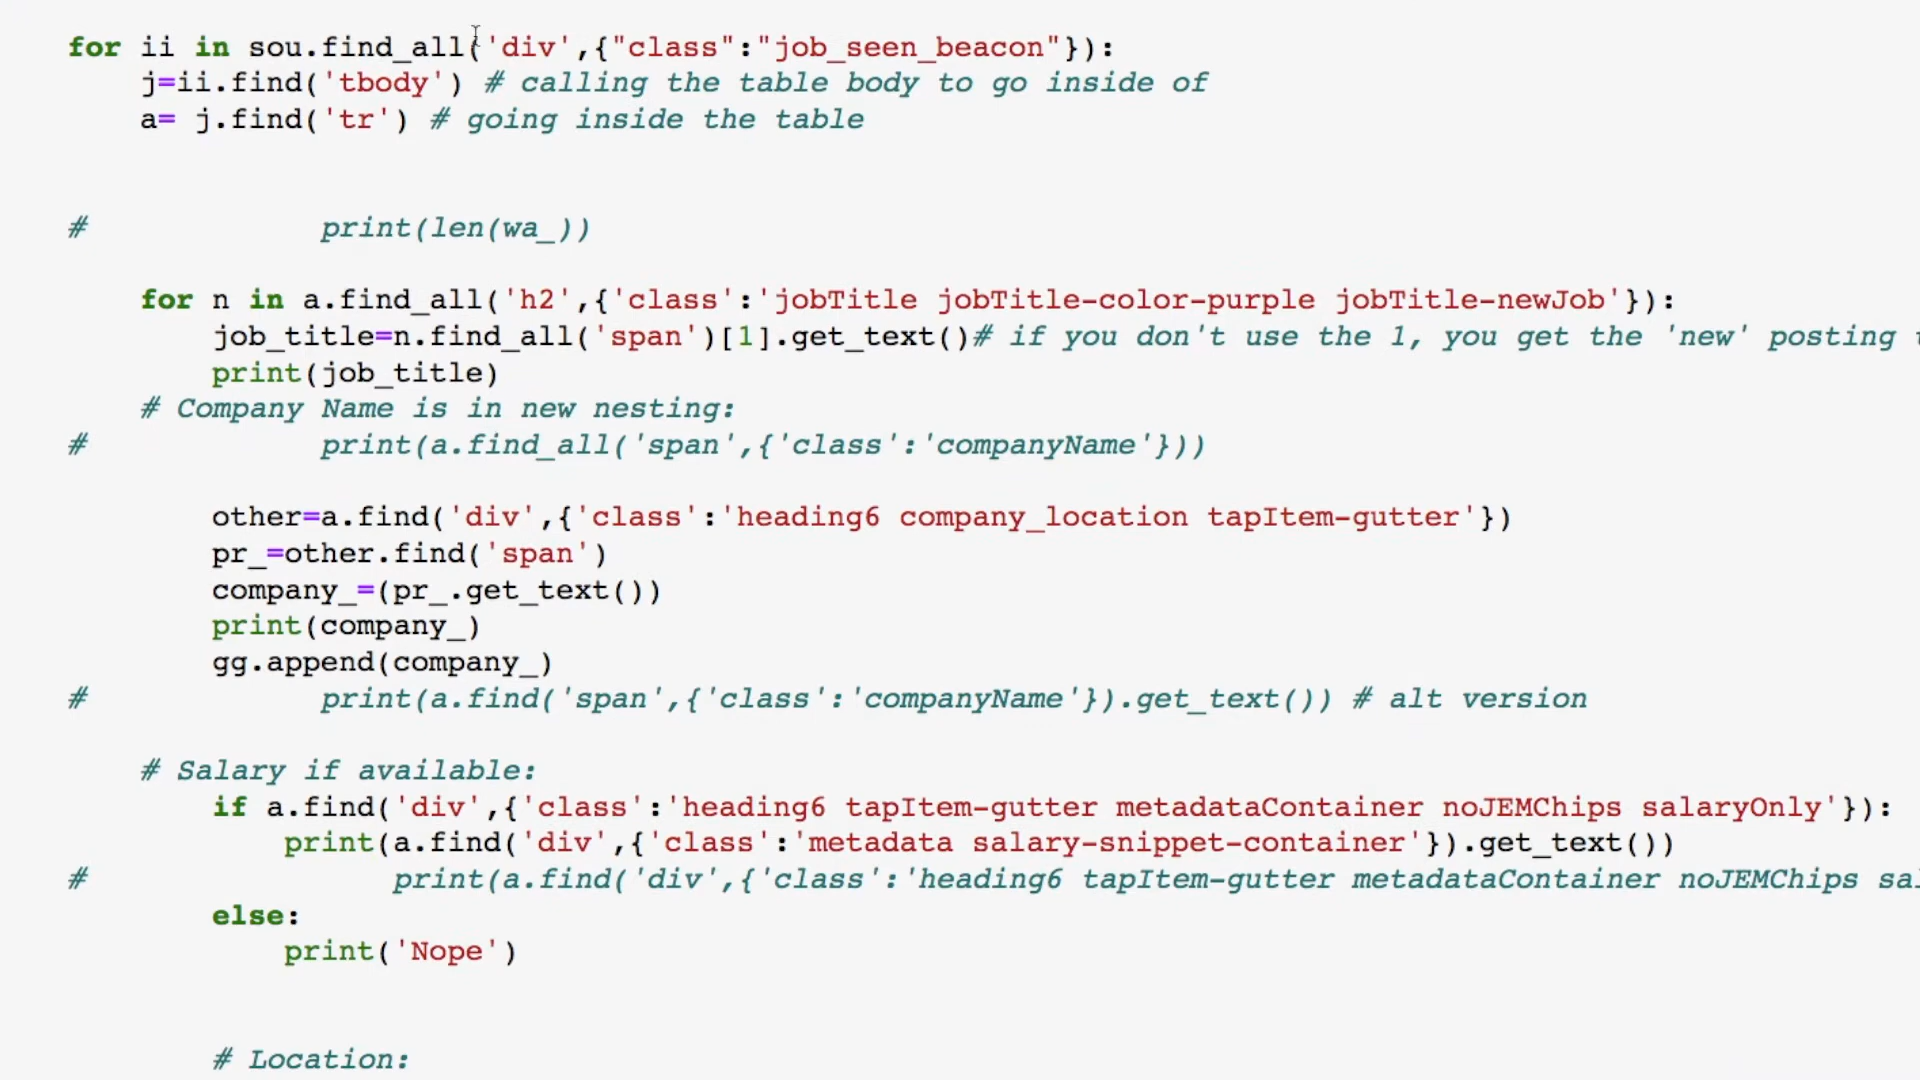 for ii in sou.find_all('div',{"class":"job_seen_beacon"}):
    j=ii.find('tbody') # calling the table body to go inside of
    a= j.find('tr') # going inside the table
#             print(len(wa_))
    for n in a.find_all('h2',{'class':'jobTitle jobTitle-color-purple jobTitle-newJob'}):
        job_title=n.find_all('span')[1].get_text()# if you don't use the 1, you get the 'new' posting
        print(job_title)
    # Company Name is in new nesting:
#             print(a.find_all('span',{'class':'companyName'}))
        other=a.find('div',{'class':'heading6 company_location tapItem-gutter'})
        pr_=other.find('span')
        company_=(pr_.get_text())
        print(company_)
        gg.append(company_)
#             print(a.find('span',{'class':'companyName'}).get_text()) # alt version
    # Salary if available:
        if a.find('div',{'class':'heading6 tapItem-gutter metadataContainer noJEMChips salaryOnly'}):
            print(a.find('div',{'class':'metadata salary-snippet-container'}).get_text())
#                 print(a.find('div',{'class':'heading6 tapItem-gutter metadataContainer noJEMChips
        else:
            print('Nope')
        # Location: